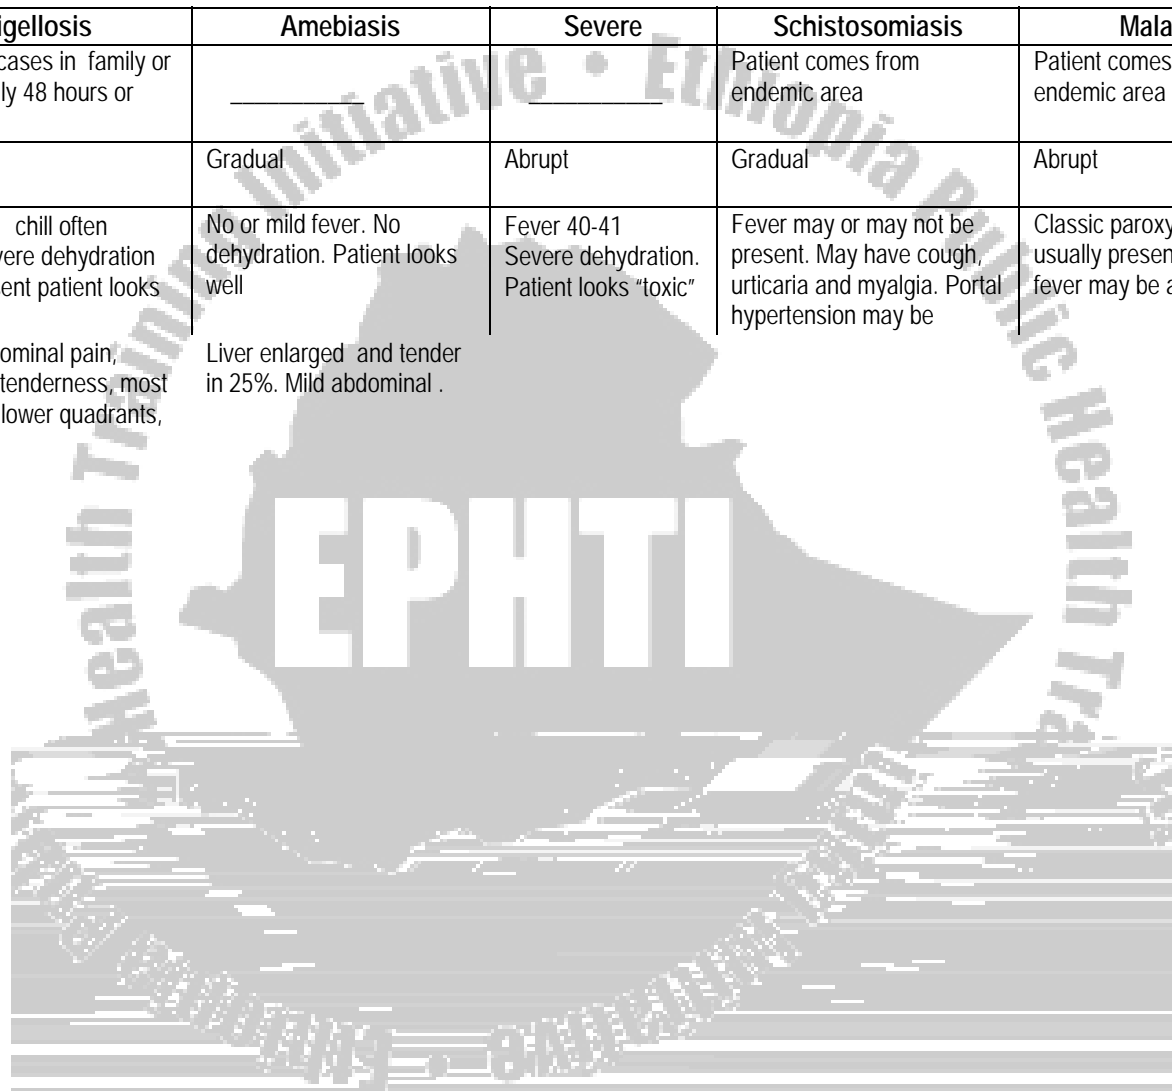 igellosis Amebiasis Severe Schistosomiasis Mala
cases in family or
ly 48 hours or
___________
___________
Patient comes from
endemic area
Patient comes
endemic area
Gradual
Abrupt
Gradual
Abrupt
chill often
vere dehydration
sent patient looks
No or mild fever. No
dehydration. Patient looks
well
Fever 40-41
Severe dehydration.
Patient looks “toxic”
Fever may or may not be
present. May have cough,
urticaria and myalgia. Portal
hypertension may be
Classic paroxy
usually presen
fever may be a
ominal pain,
tenderness, most
lower quadrants,
Liver enlarged and tender
in 25%. Mild abdominal .
Ethiopia Public Health Training Initiative
EPHTI